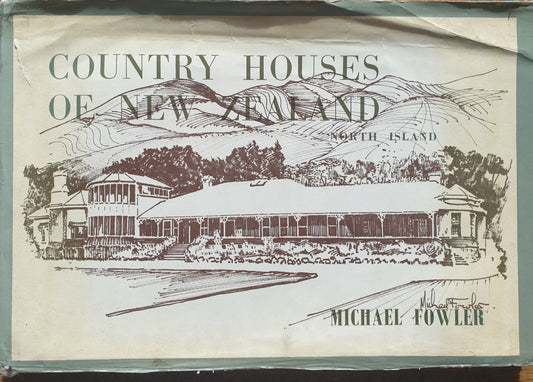 COUNTRY HOUSES
OF NEW ZEALAND
NORTH ISLAND
Michael Fowler
MICHAEL FOWLER